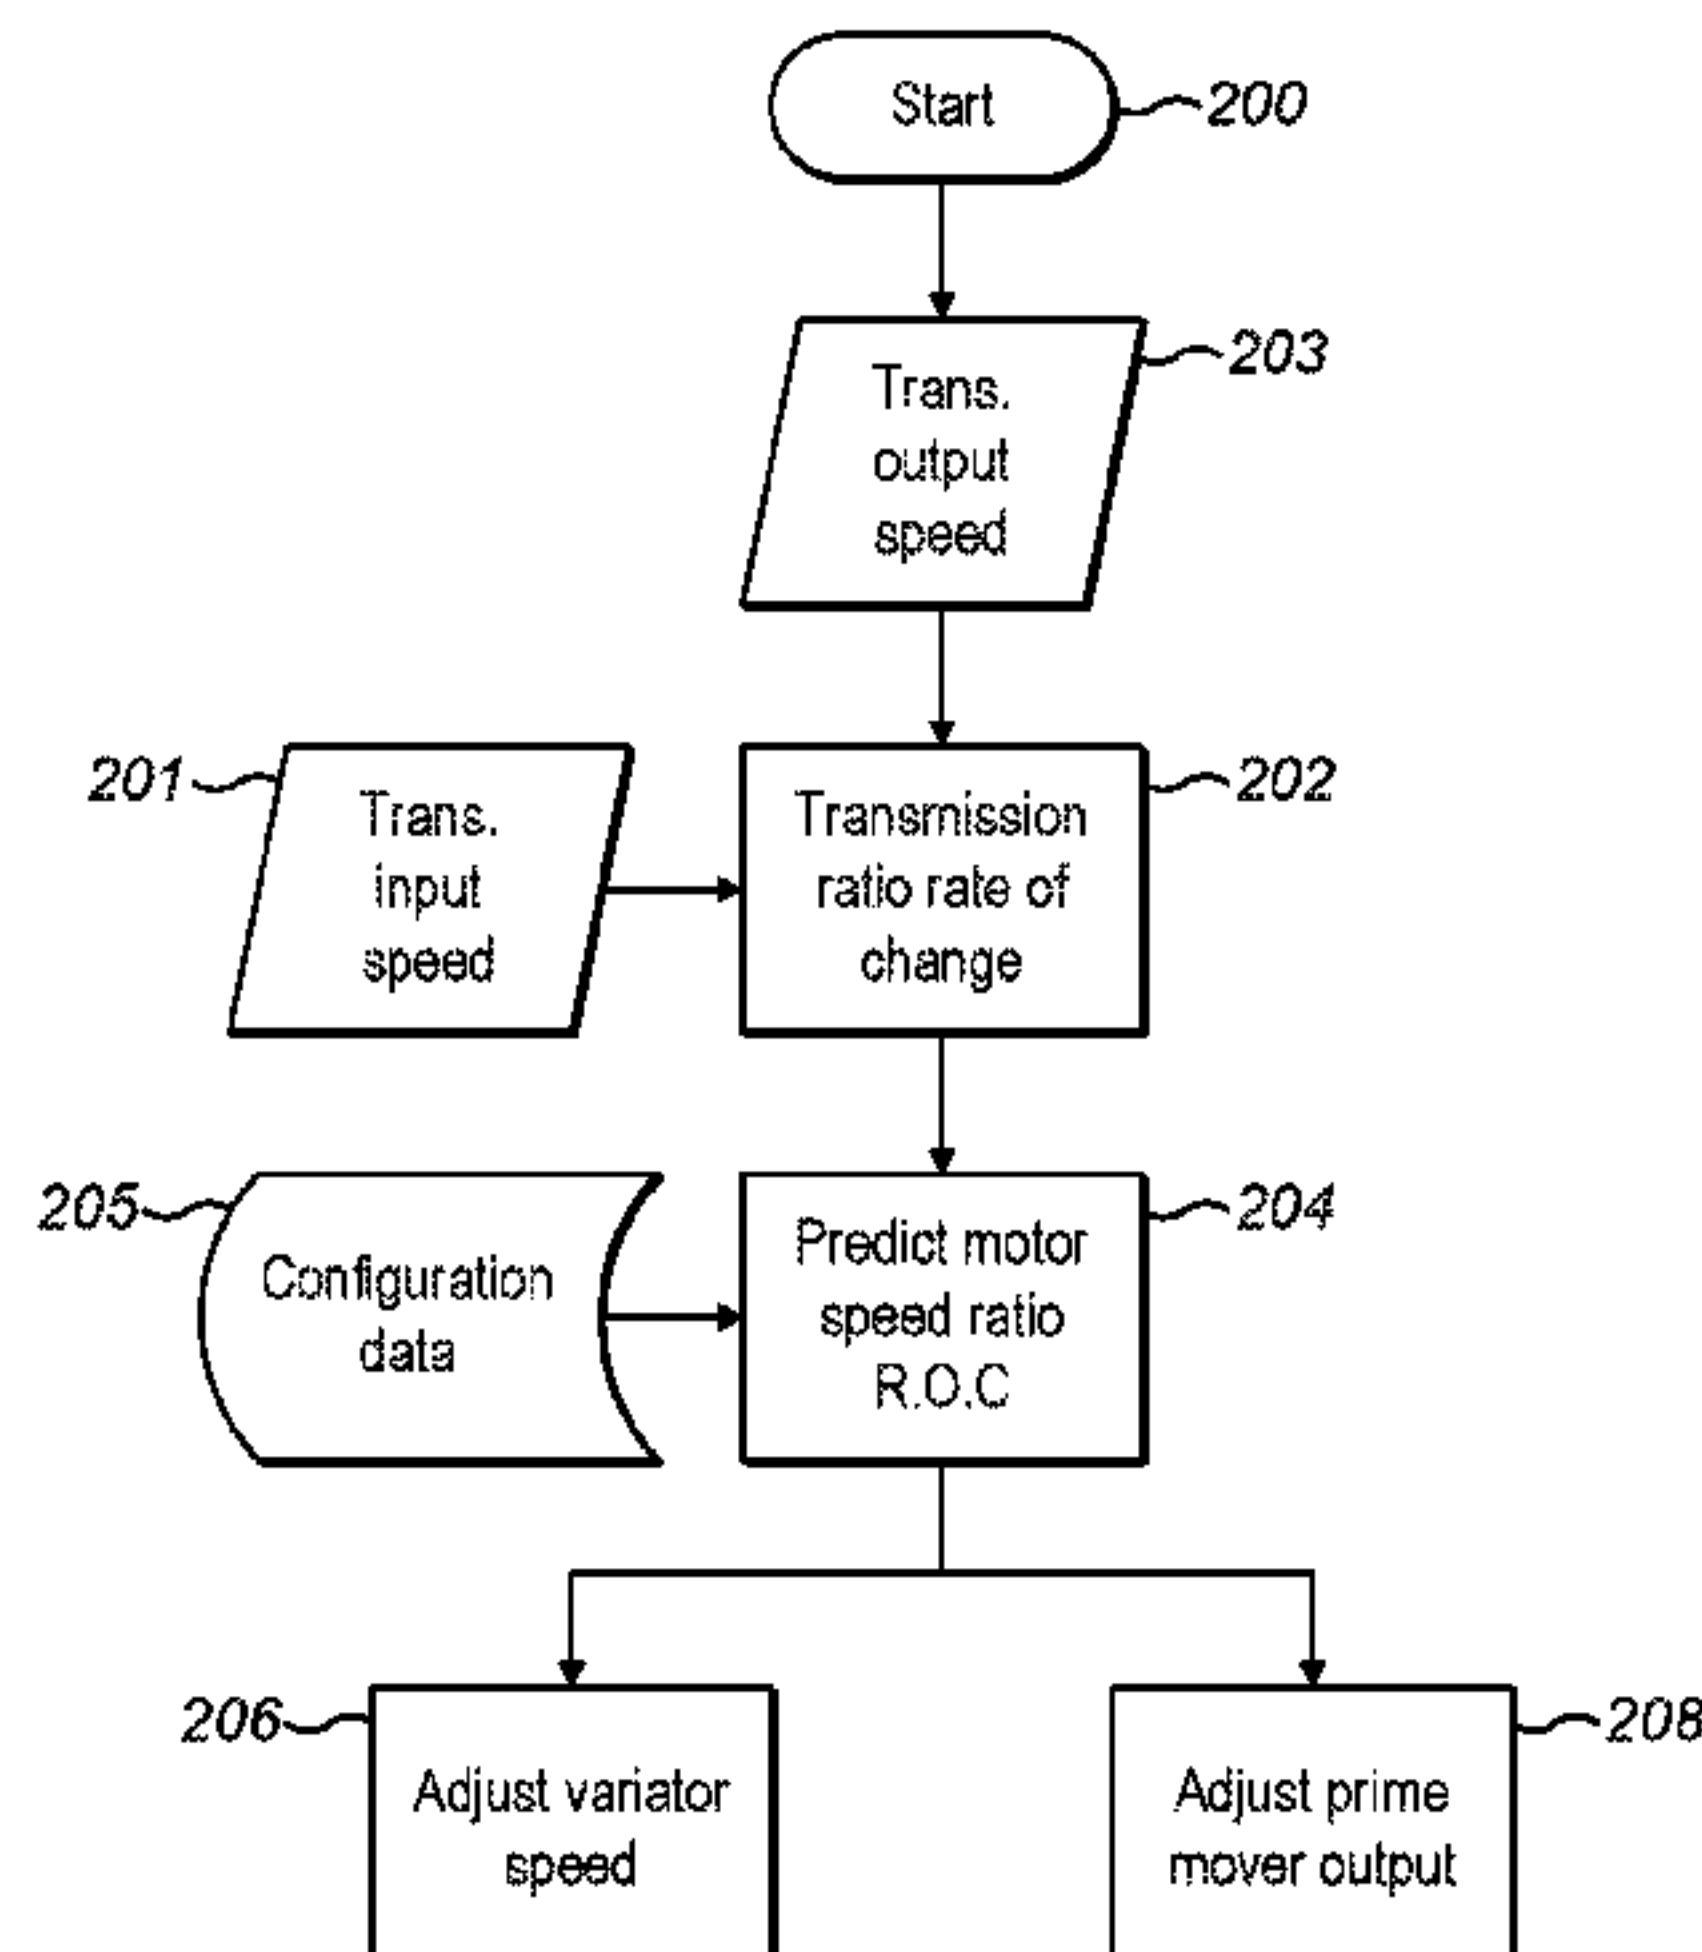 Start
200
Trans.
output
speed
203
201
Trans.
input
speed
Transmission
ratio rate of
change
202
205
Configuration
data
Predict motor
speed ratio
R.O.C
204
206
Adjust variator
speed
Adjust prime
mover output
208